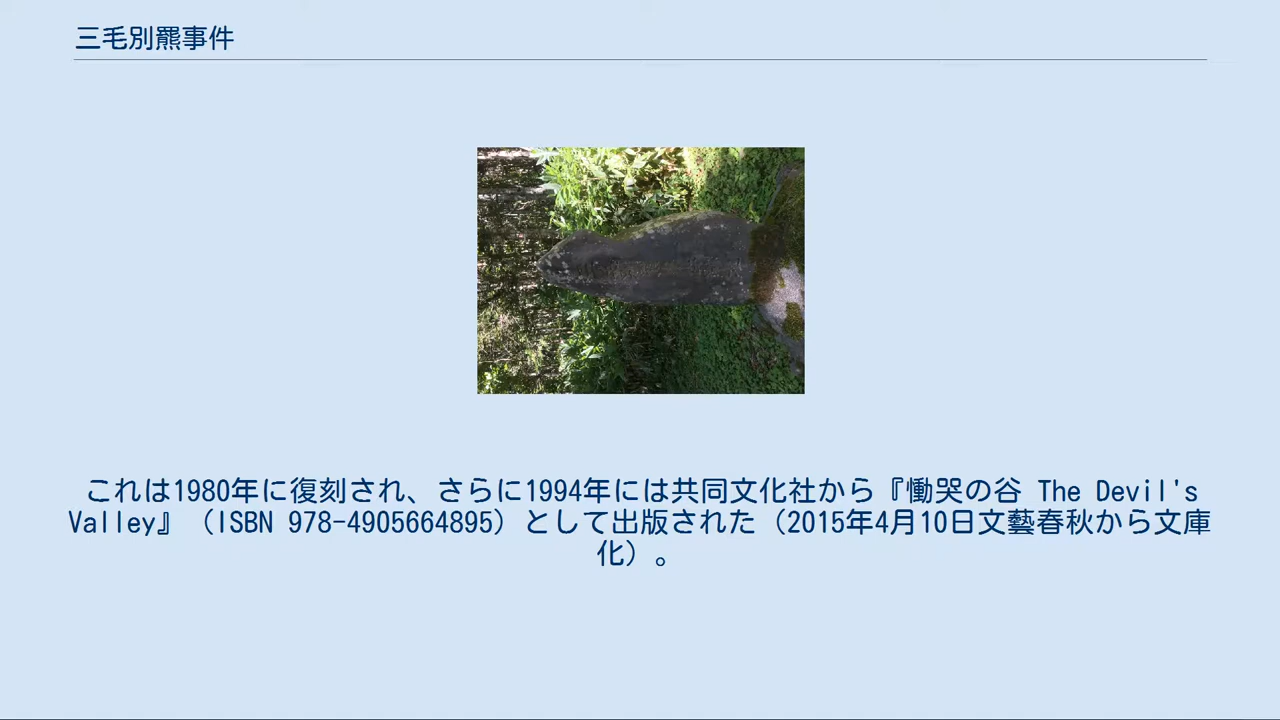 三毛別羆事件
これは1980年に復刻され、さらに1994年には共同文化社から『慟哭の谷 The Devil's
Valley』（ISBN 978-4905664895）として出版された（2015年4月10日文藝春秋から文庫
化）。